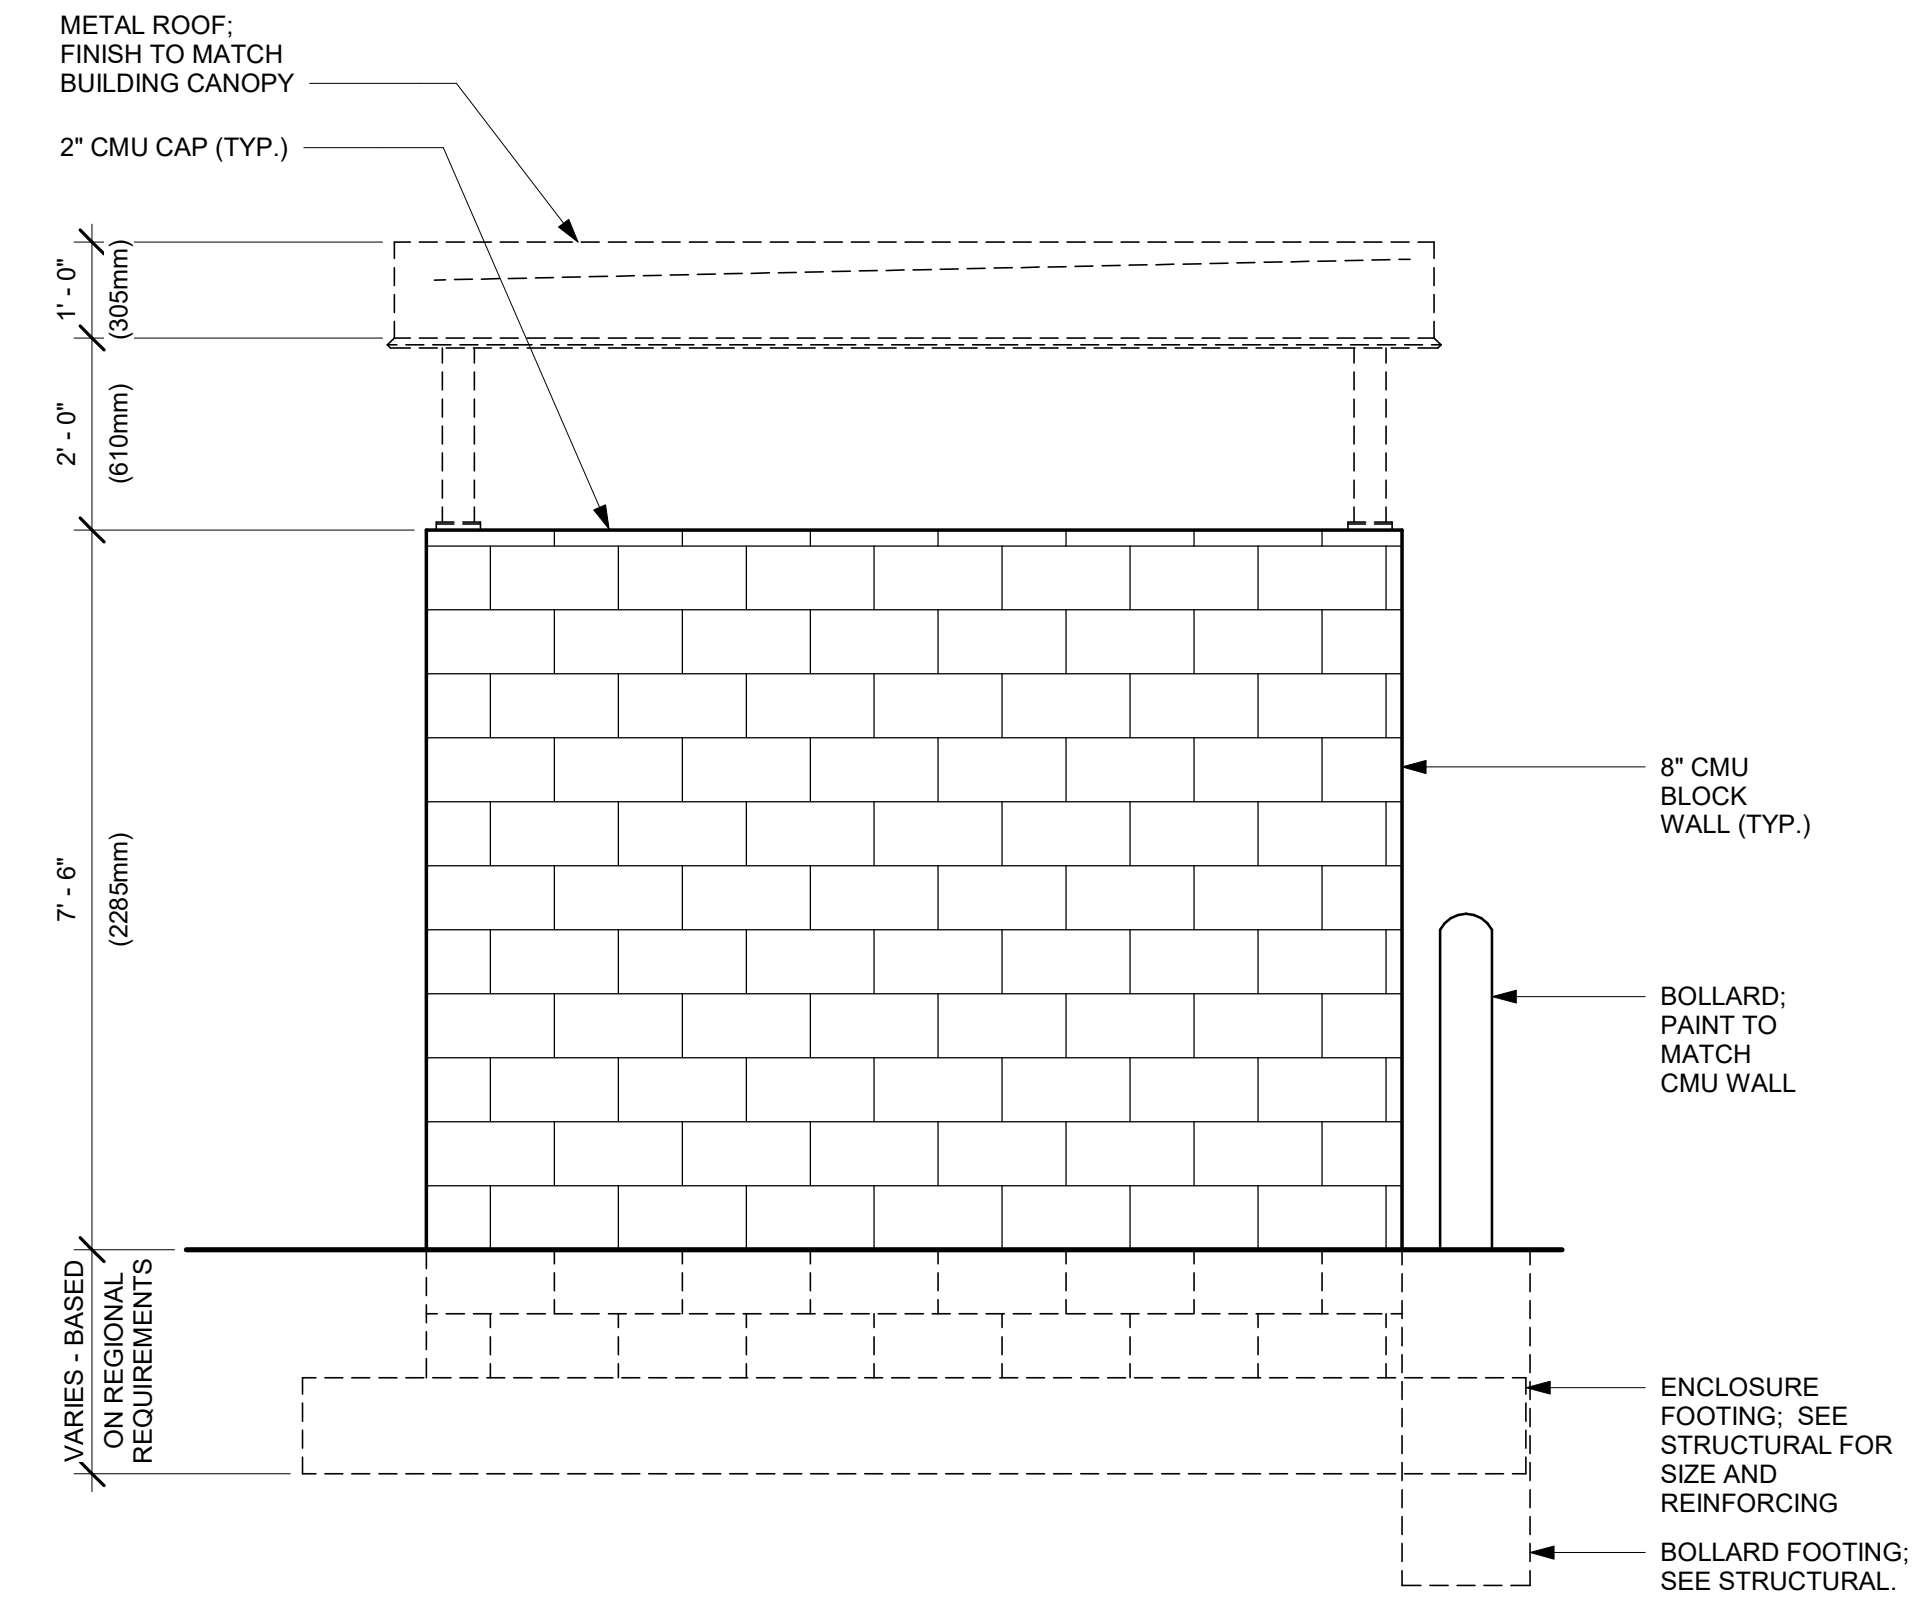 METAL ROOF;
FINISH TO MATCH
BUILDING CANOPY
2" CMU CAP (TYP.)
1' - 0"
(305mm)
2' - 0"
(610mm)
7' - 6"
(2285mm)
VARIES - BASED
ON REGIONAL
REQUIREMENTS
8" CMU
BLOCK
WALL (TYP.)
BOLLARD;
PAINT TO
MATCH
CMU WALL
ENCLOSURE
FOOTING;  SEE
STRUCTURAL FOR
SIZE AND
REINFORCING
BOLLARD FOOTING;
SEE STRUCTURAL.